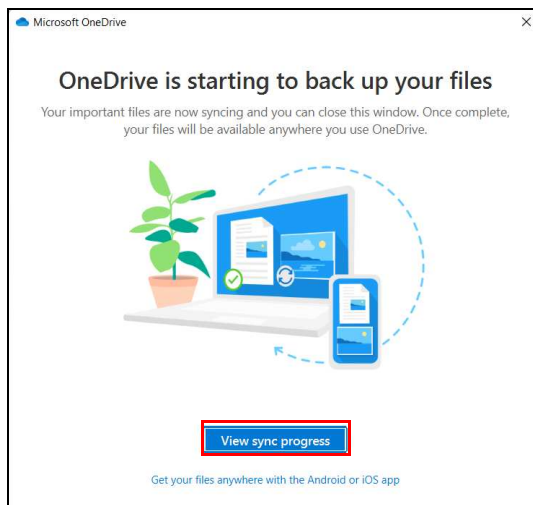 Microsoft OneDrive
OneDrive is starting to back up your files
Your important files are now syncing and you can close this window. Once complete,
your files will be available anywhere you use OneDrive.
View sync progress
Get your files anywhere with the Android or iOS app